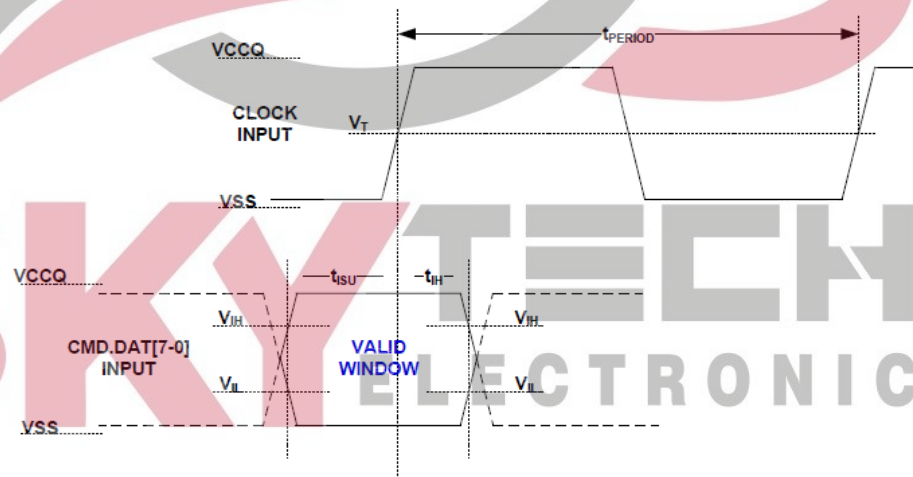 tPERIOD
VCCQ
CLOCK
INPUT
VT
VSS
VCCQ
tISU
tIH
VIH
VIH
CMD.DAT[7-0]
INPUT
VALID
WINDOW
VIL
VIL
VSS
KYTECH
ELECTRONIC